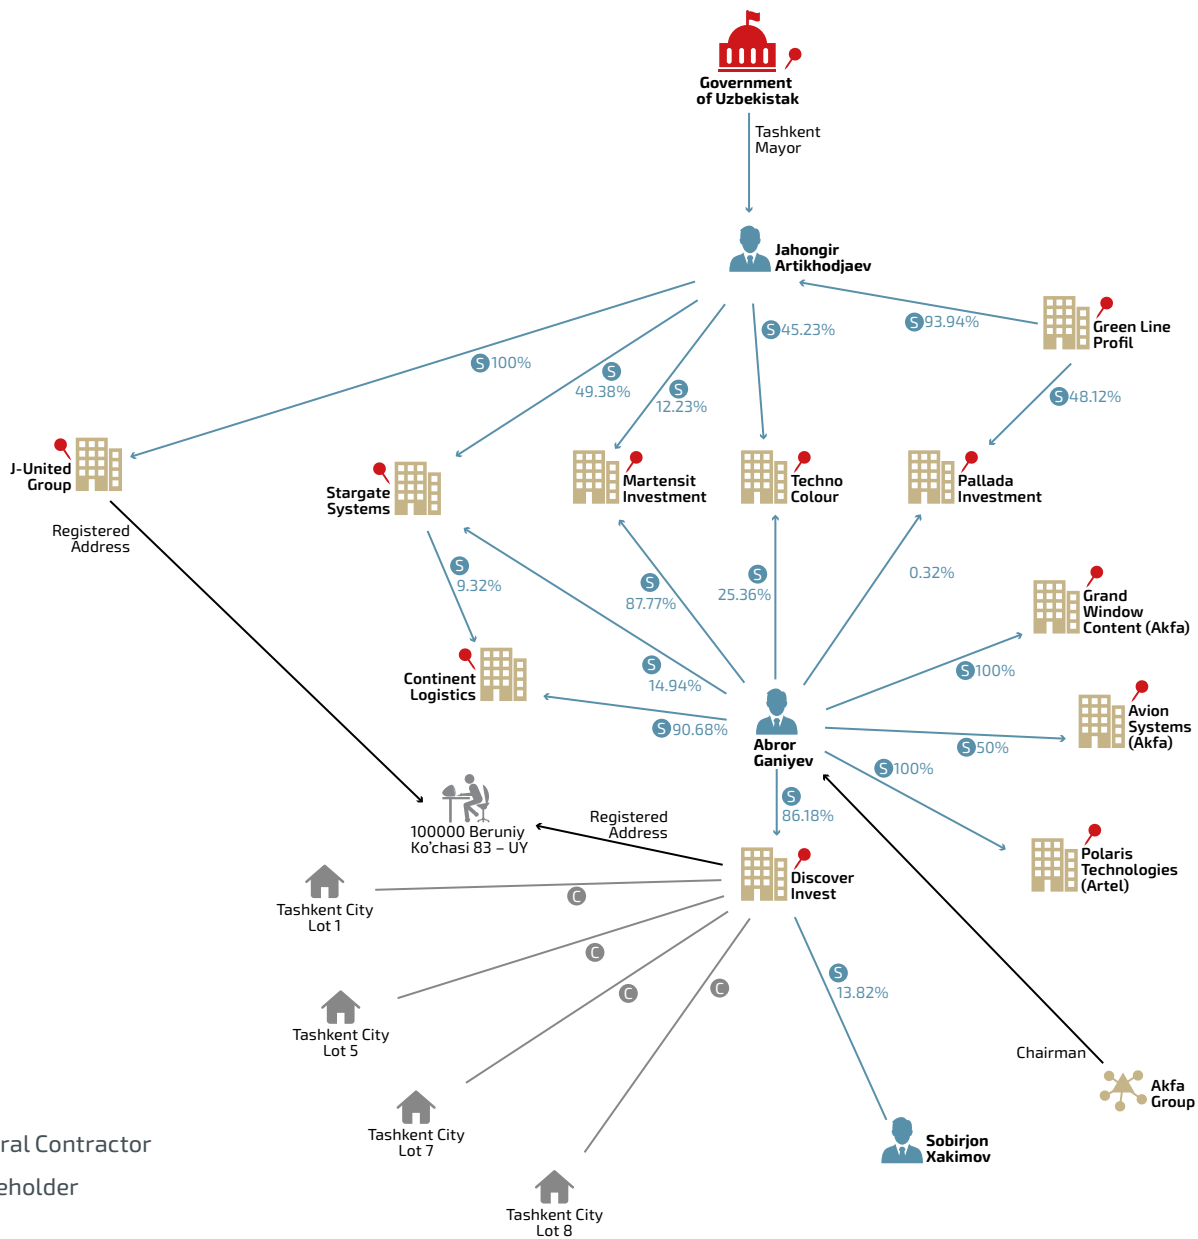 Government
of Uzbekistak
Tashkent
Mayor
Jahongir
Artikhodjaev
S 93.94%
Green Line
Profil
S 45.23%
S 100%
S
49.38%
S
12.23%
S 48.12%
J-United
Group
Stargate
Systems
Martensit
Investment
Techno
Colour
Pallada
Investment
Registered
Address
S
9.32%
S
87.77%
S
25.36%
0.32%
Grand
Window
Content (Akfa)
Continent
Logistics
S
14.94%
S 100%
S 90.68%
Abror
Ganiyev
Avion
Systems
(Akfa)
S 50%
S 100%
S
86.18%
100000 Beruniy
Ko'chasi 83 – UY
Registered
Address
Discover
Invest
Polaris
Technologies
(Artel)
Tashkent City
Lot 1
C
C
C
C
Tashkent City
Lot 5
S
13.82%
Tashkent City
Lot 7
Tashkent City
Lot 8
Chairman
Akfa
Group
Sobirjon
Xakimov
ral Contractor
eholder